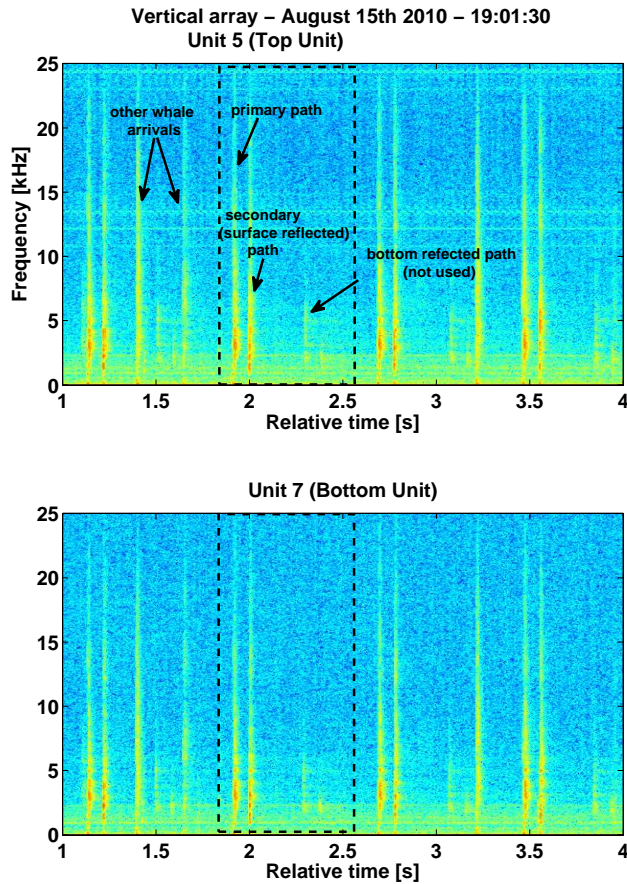 Vertical array – August 15th 2010 – 19:01:30
Unit 5 (Top Unit)
25
20
15
10
5
0
Frequency [kHz]
other whale
arrivals
primary path
secondary
(surface reflected)
path
bottom refected path
(not used)
1
1.5
2
2.5
3
3.5
4
Relative time [s]
Unit 7 (Bottom Unit)
25
20
15
10
5
0
1
1.5
2
2.5
3
3.5
4
Relative time [s]